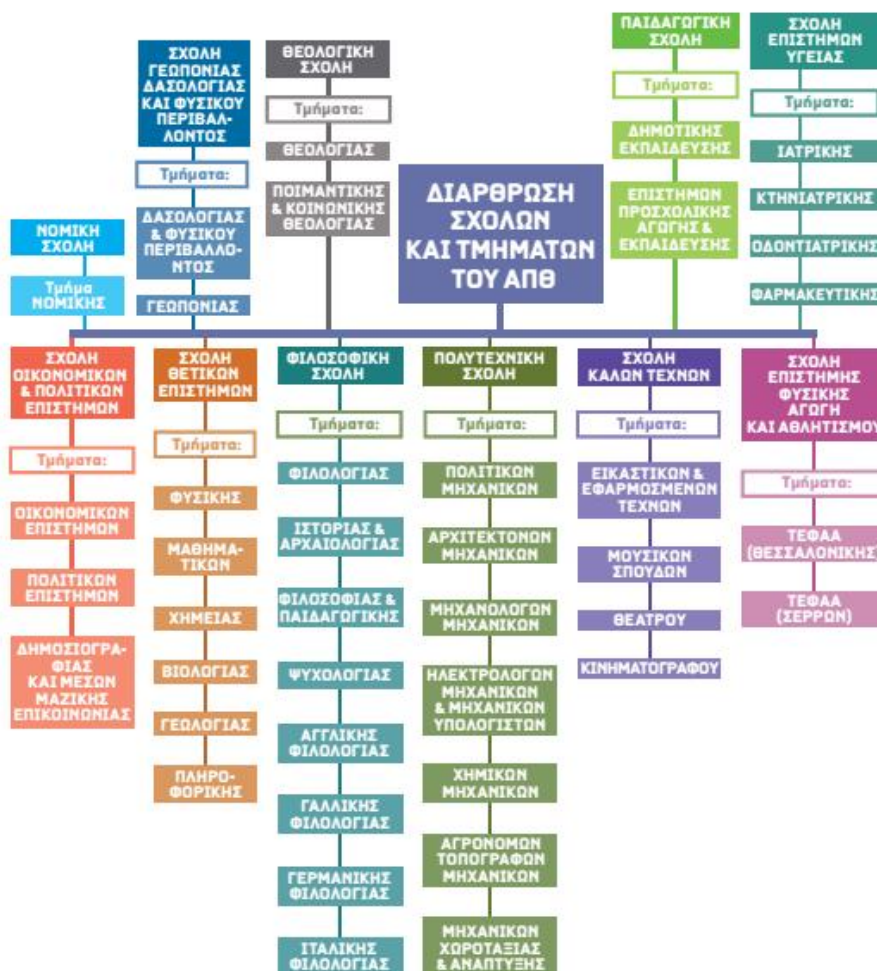 ΣΧΟΛΗ
ΓΕΩΠΟΝΙΑΣ
ΔΑΣΟΛΟΓΙΑΣ
ΚΑΙ ΦΥΣΙΚΟΥ
ΠΕΡΙΒΑΛ-
ΛΟΝΤΟΣ
Τμήματα:
ΔΑΣΟΛΟΓΙΑΣ
& ΦΥΣΙΚΟΥ
ΠΕΡΙΒΑΛΛΟ-
ΝΤΟΣ
ΓΕΩΠΟΝΙΑΣ
ΘΕΟΛΟΓΙΚΗ
ΣΧΟΛΗ
Τμήματα:
ΘΕΟΛΟΓΙΑΣ
ΠΟΙΜΑΝΤΙΚΗΣ
& ΚΟΙΝΩΝΙΚΗΣ
ΘΕΟΛΟΓΙΑΣ
ΠΑΙΔΑΓΩΓΙΚΗ
ΣΧΟΛΗ
Τμήματα:
ΔΗΜΟΤΙΚΗΣ
ΕΚΠΑΙΔΕΥΣΗΣ
ΕΠΙΣΤΗΜΩΝ
ΠΡΟΣΧΟΛΙΚΗΣ
ΑΓΩΓΗΣ &
ΕΚΠΑΙΔΕΥΣΗΣ
ΣΧΟΛΗ
ΕΠΙΣΤΗΜΩΝ
ΥΓΕΙΑΣ
Τμήματα:
ΙΑΤΡΙΚΗΣ
ΚΤΗΝΙΑΤΡΙΚΗΣ
ΟΔΟΝΤΙΑΤΡΙΚΗΣ
ΦΑΡΜΑΚΕΥΤΙΚΗΣ
ΝΟΜΙΚΗ
ΣΧΟΛΗ
Τμήμα
ΝΟΜΙΚΗΣ
ΔΙΑΡΘΡΩΣΗ
ΣΧΟΛΩΝ
ΚΑΙ ΤΜΗΜΑΤΩΝ
ΤΟΥ ΑΠΘ
ΣΧΟΛΗ
ΟΙΚΟΝΟΜΙΚΩΝ
& ΠΟΛΙΤΙΚΩΝ
ΕΠΙΣΤΗΜΩΝ
Τμήματα:
ΟΙΚΟΝΟΜΙΚΩΝ
ΕΠΙΣΤΗΜΩΝ
ΠΟΛΙΤΙΚΩΝ
ΕΠΙΣΤΗΜΩΝ
ΔΗΜΟΣΙΟΓΡΑ-
ΦΙΑΣ
ΚΑΙ ΜΕΣΩΝ
ΜΑΖΙΚΗΣ
ΕΠΙΚΟΙΝΩΝΙΑΣ
ΣΧΟΛΗ
ΘΕΤΙΚΩΝ
ΕΠΙΣΤΗΜΩΝ
Τμήματα:
ΦΥΣΙΚΗΣ
ΜΑΘΗΜΑ-
ΤΙΚΩΝ
ΧΗΜΕΙΑΣ
ΒΙΟΛΟΓΙΑΣ
ΓΕΩΛΟΓΙΑΣ
ΠΛΗΡΟ-
ΦΟΡΙΚΗΣ
ΦΙΛΟΣΟΦΙΚΗ
ΣΧΟΛΗ
Τμήματα:
ΦΙΛΟΛΟΓΙΑΣ
ΙΣΤΟΡΙΑΣ &
ΑΡΧΑΙΟΛΟΓΙΑΣ
ΦΙΛΟΣΟΦΙΑΣ &
ΠΑΙΔΑΓΩΓΙΚΗΣ
ΨΥΧΟΛΟΓΙΑΣ
ΑΓΓΛΙΚΗΣ
ΦΙΛΟΛΟΓΙΑΣ
ΓΑΛΛΙΚΗΣ
ΦΙΛΟΛΟΓΙΑΣ
ΓΕΡΜΑΝΙΚΗΣ
ΦΙΛΟΛΟΓΙΑΣ
ΙΤΑΛΙΚΗΣ
ΦΙΛΟΛΟΓΙΑΣ
ΠΟΛΥΤΕΧΝΙΚΗ
ΣΧΟΛΗ
Τμήματα:
ΠΟΛΙΤΙΚΩΝ
ΜΗΧΑΝΙΚΩΝ
ΑΡΧΙΤΕΚΤΟΝΩΝ
ΜΗΧΑΝΙΚΩΝ
ΜΗΧΑΝΟΛΟΓΩΝ
ΜΗΧΑΝΙΚΩΝ
ΗΛΕΚΤΡΟΛΟΓΩΝ
ΜΗΧΑΝΙΚΩΝ
& ΜΗΧΑΝΙΚΩΝ
ΥΠΟΛΟΓΙΣΤΩΝ
ΧΗΜΙΚΩΝ
ΜΗΧΑΝΙΚΩΝ
ΑΓΡΟΝΟΜΩΝ
ΤΟΠΟΓΡΑΦΩΝ
ΜΗΧΑΝΙΚΩΝ
ΜΗΧΑΝΙΚΩΝ
ΧΩΡΟΤΑΞΙΑΣ
& ΑΝΑΠΤΥΞΗΣ
ΣΧΟΛΗ
ΚΑΛΩΝ ΤΕΧΝΩΝ
Τμήματα:
ΕΙΚΑΣΤΙΚΩΝ &
ΕΦΑΡΜΟΣΜΕΝΩΝ
ΤΕΧΝΩΝ
ΜΟΥΣΙΚΩΝ
ΣΠΟΥΔΩΝ
ΘΕΑΤΡΟΥ
ΚΙΝΗΜΑΤΟΓΡΑΦΟΥ
ΣΧΟΛΗ
ΕΠΙΣΤΗΜΗΣ
ΦΥΣΙΚΗΣ
ΑΓΩΓΗ
ΚΑΙ ΑΘΛΗΤΙΣΜΟΥ
Τμήματα:
ΤΕΦΑΑ
(ΘΕΣΣΑΛΟΝΙΚΗΣ)
ΤΕΦΑΑ
(ΣΕΡΡΩΝ)